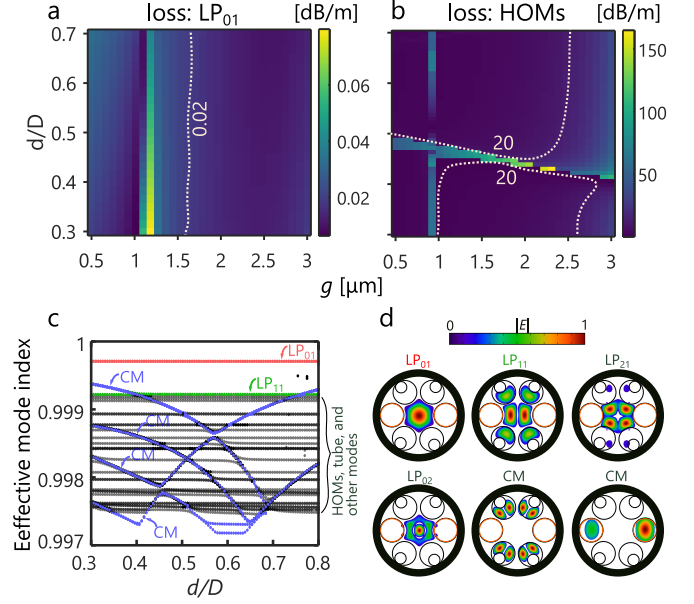 a loss: LP01 [dB/m]
b loss: HOMs [dB/m]
d/D
0.7
0.6
0.5
0.4
0.3
0.02
0.06
0.04
0.02
20
20
150
100
50
0.5 1 1.5 2 2.5 3
0.5 1 1.5 2 2.5 3
g [μm]
c
Eeffective mode index
1
0.999
0.998
0.997
LP01
CM
LP11
CM
CM
CM
HOMs, tube, and
other modes
0.3 0.4 0.5 0.6 0.7 0.8
d/D
d
|E|
0 1
LP01 LP11 LP21
LP02 CM CM